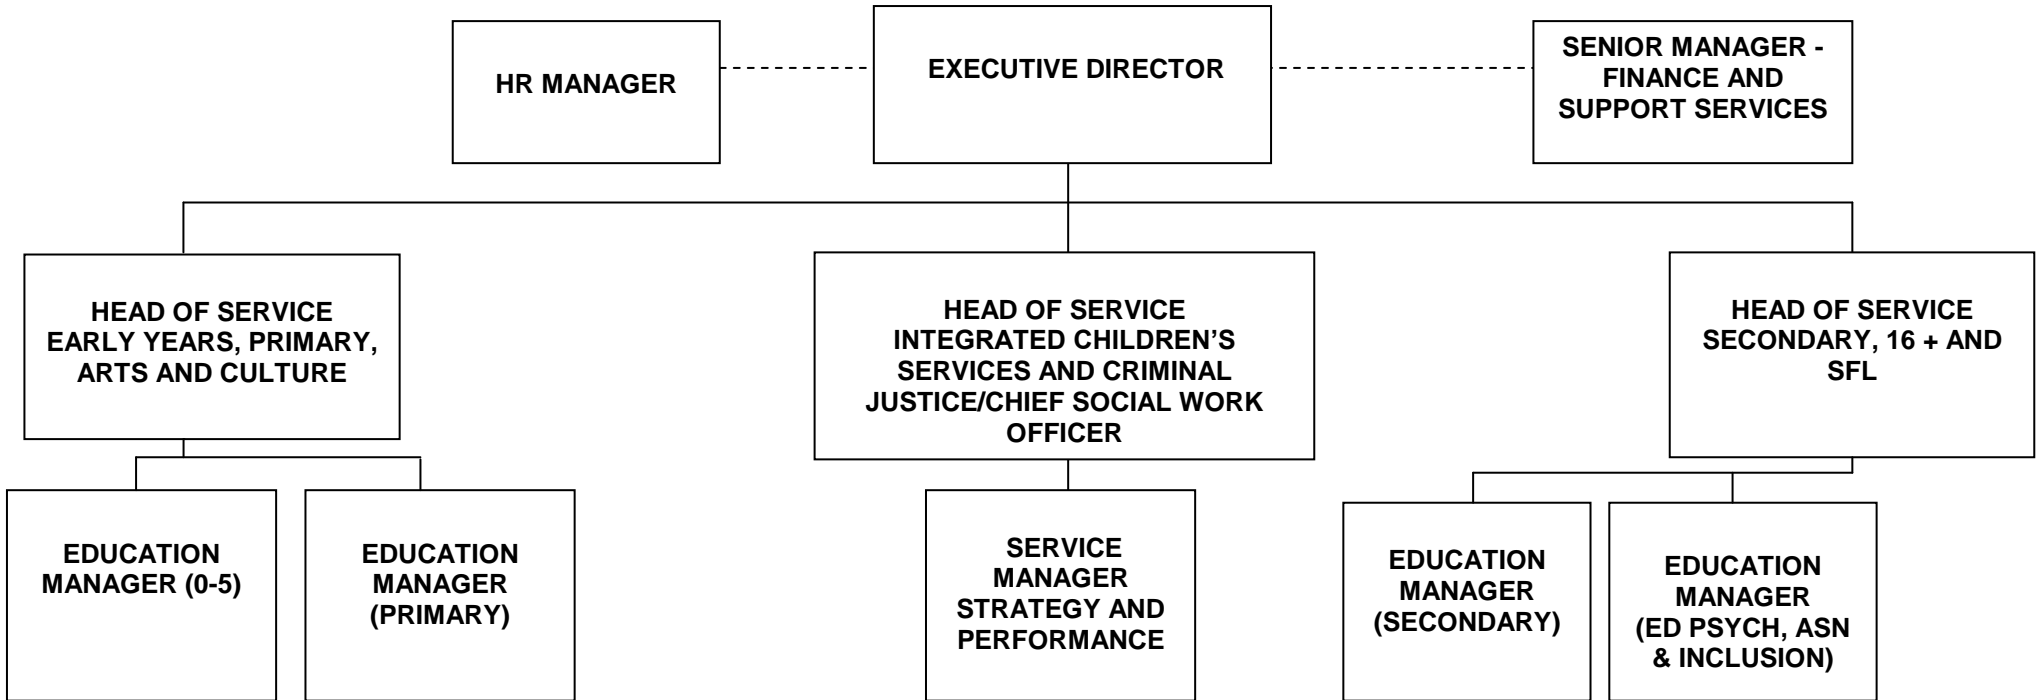 HR MANAGER
EXECUTIVE DIRECTOR
SENIOR MANAGER -
FINANCE AND
SUPPORT SERVICES
HEAD OF SERVICE
EARLY YEARS, PRIMARY,
ARTS AND CULTURE
HEAD OF SERVICE
INTEGRATED CHILDREN’S
SERVICES AND CRIMINAL
JUSTICE/CHIEF SOCIAL WORK
OFFICER
HEAD OF SERVICE
SECONDARY, 16 + AND
SFL
EDUCATION
MANAGER (0-5)
EDUCATION
MANAGER
(PRIMARY)
SERVICE
MANAGER
STRATEGY AND
PERFORMANCE
EDUCATION
MANAGER
(SECONDARY)
EDUCATION
MANAGER
(ED PSYCH, ASN
& INCLUSION)